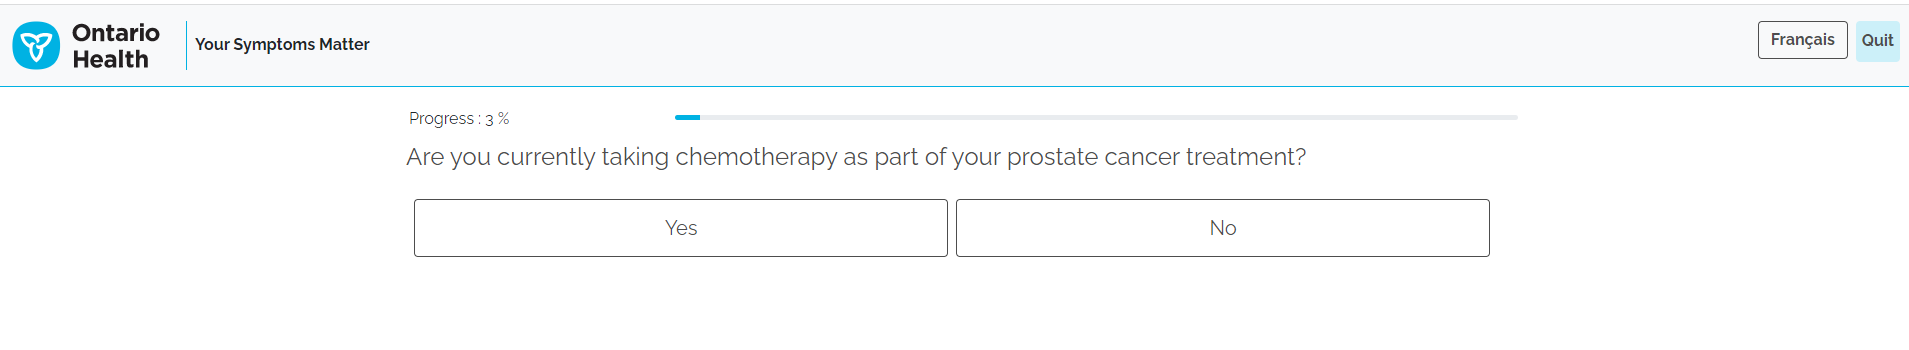 Ontario
Health
Your Symptoms Matter
Français
Quit
Progress : 3 %
Are you currently taking chemotherapy as part of your prostate cancer treatment?
Yes
No